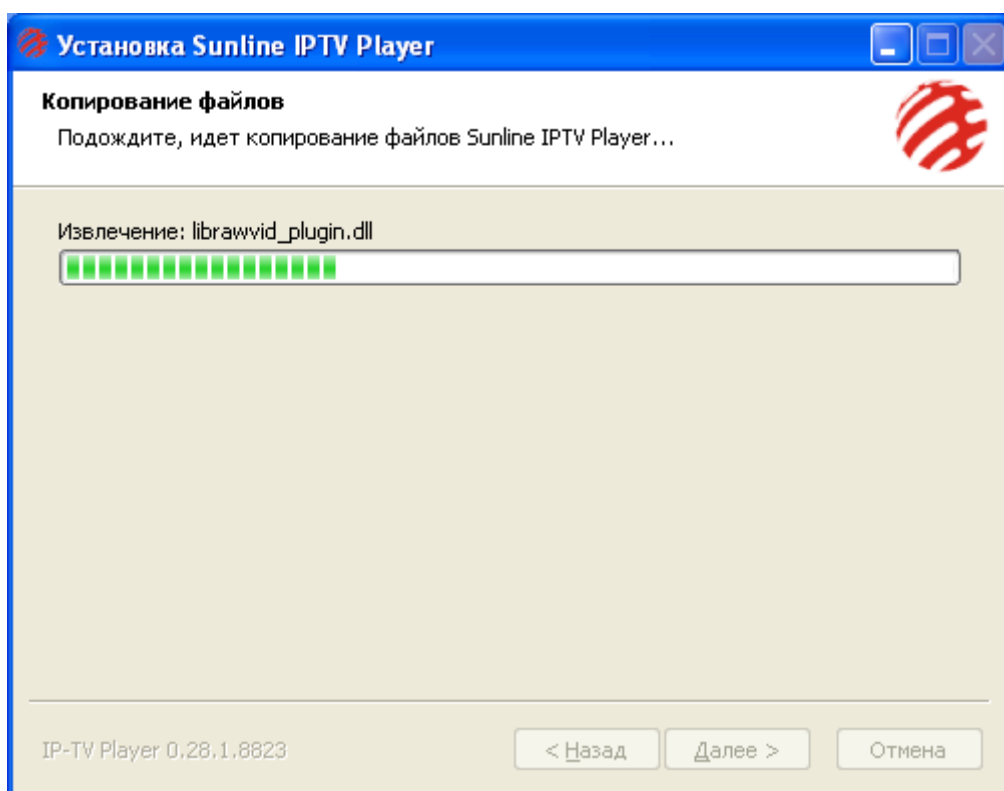 Установка Sunline IPTV Player
Копирование файлов
Подождите, идет копирование файлов Sunline IPTV Player...
Извлечение: librawvid_plugin.dll
IP-TV Player 0.28.1.8823
< Назад
Далее >
Отмена